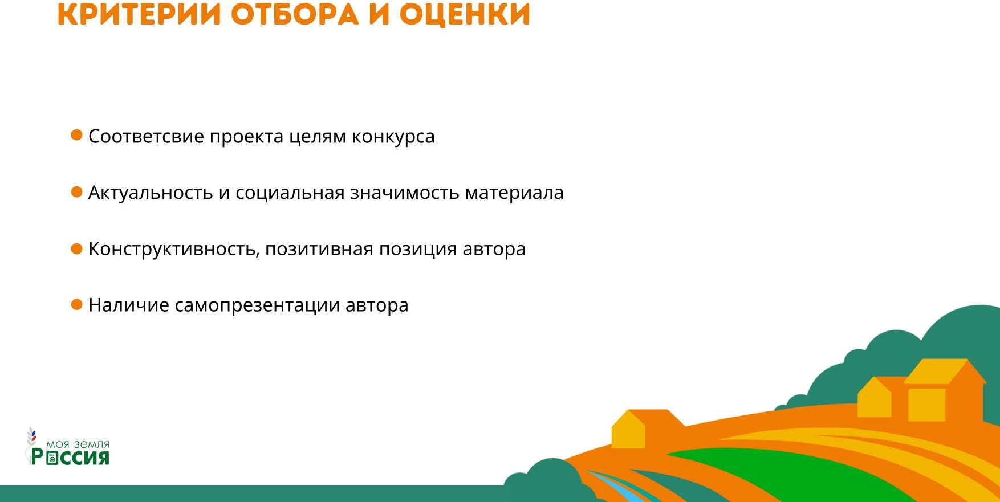 КРИТЕРИИ ОТБОРА И ОЦЕНКИ
Соответсвие проекта целям конкурса
Актуальность и социальная значимость материала
Конструктивность, позитивная позиция автора
Наличие самопрезентации автора
моя земля
Россия